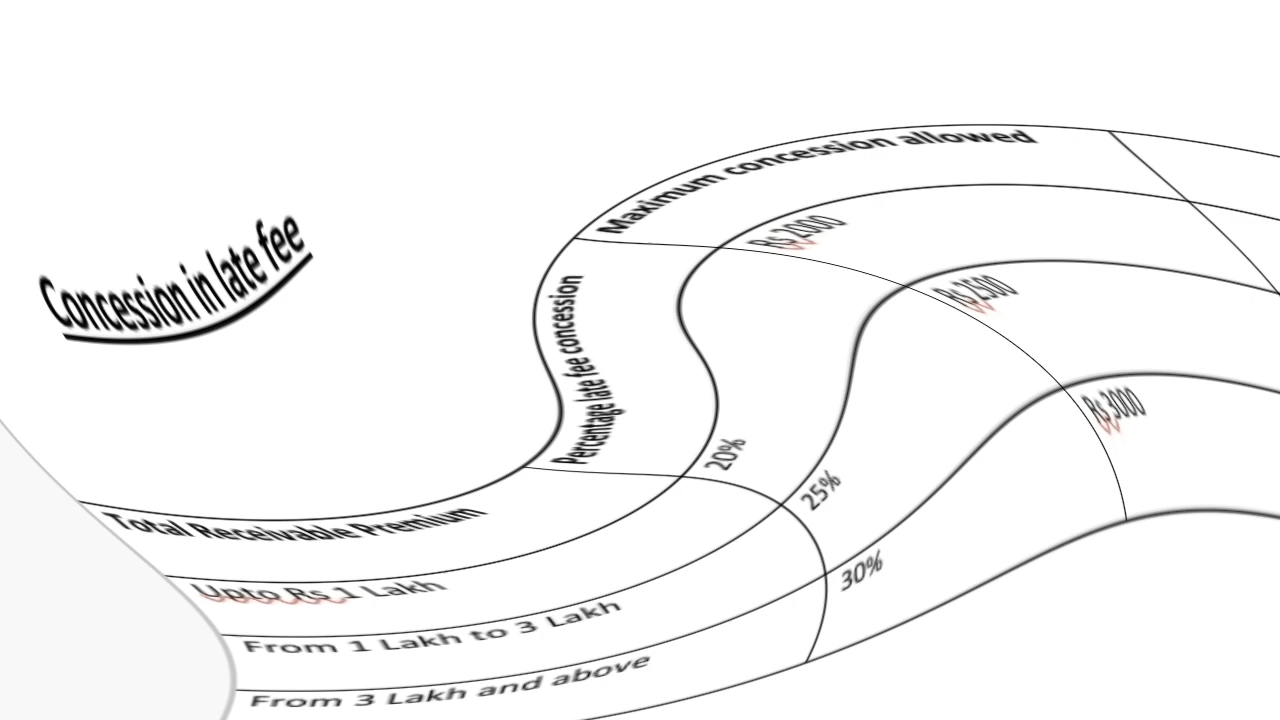 Concession in late fee
Total Receivable Premium Percentage late fee concession Maximum concession allowed
Upto Rs 1 Lakh 20% Rs 2000
From 1 Lakh to 3 Lakh 25% Rs 2500
From 3 Lakh and above 30% Rs 3000